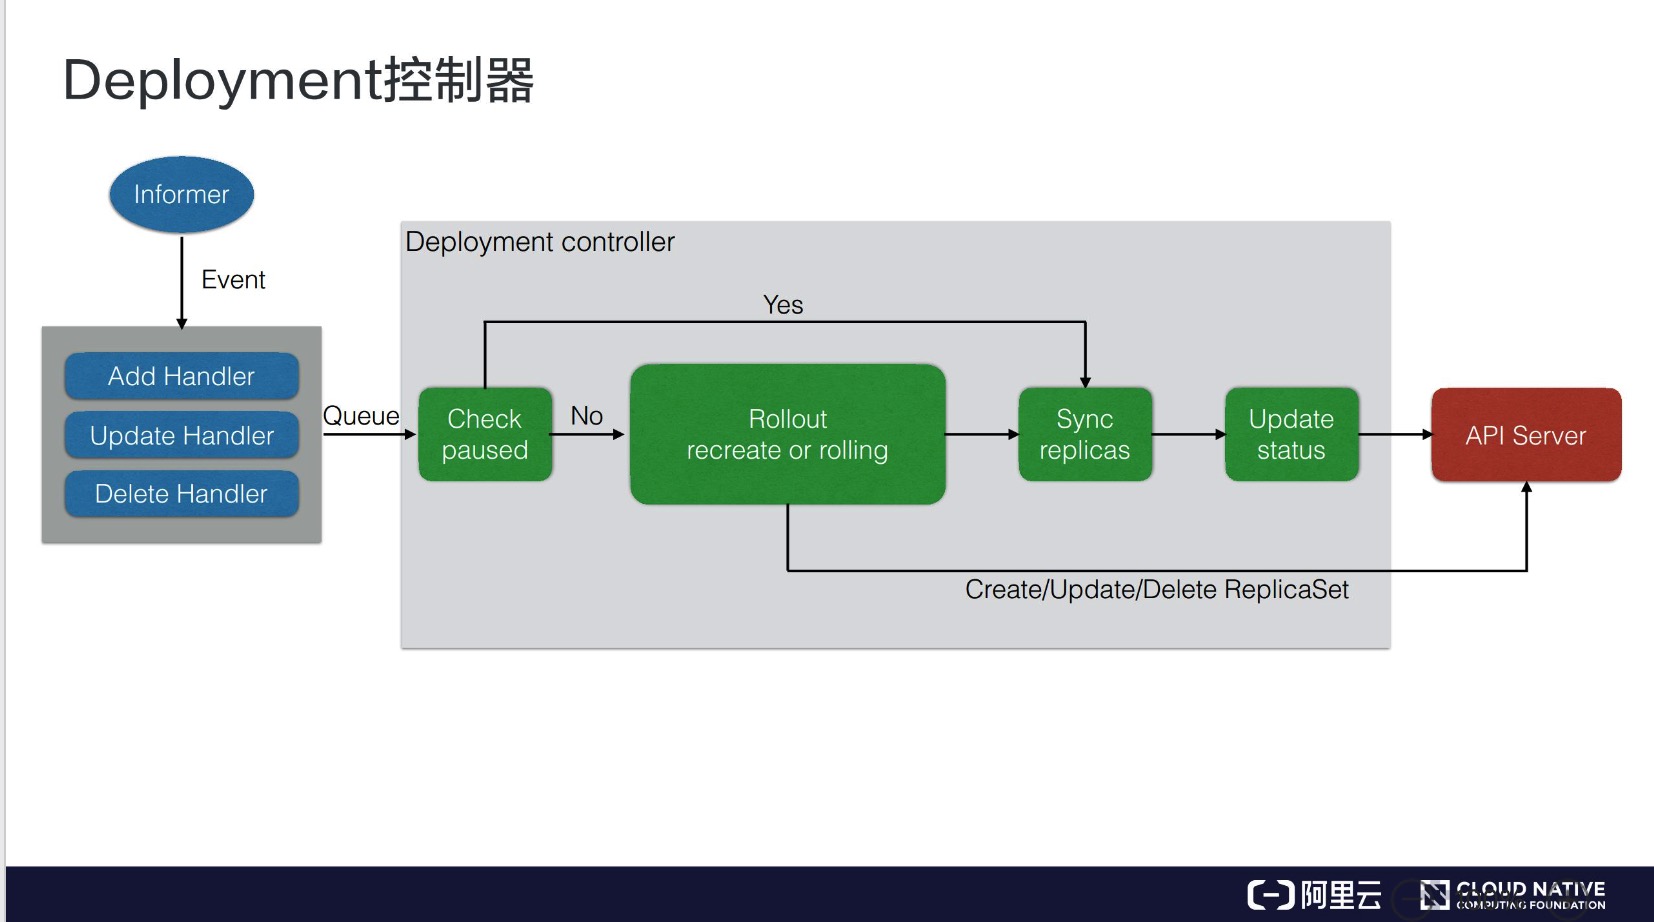 Deployment控制器
Informer
Event
Add Handler
Update Handler
Delete Handler
Queue
Deployment controller
Yes
Check
paused
No
Rollout
recreate or rolling
Sync
replicas
Update
status
API Server
Create/Update/Delete ReplicaSet
阿里云
CLOUD NATIVE
COMPUTING FOUNDATION